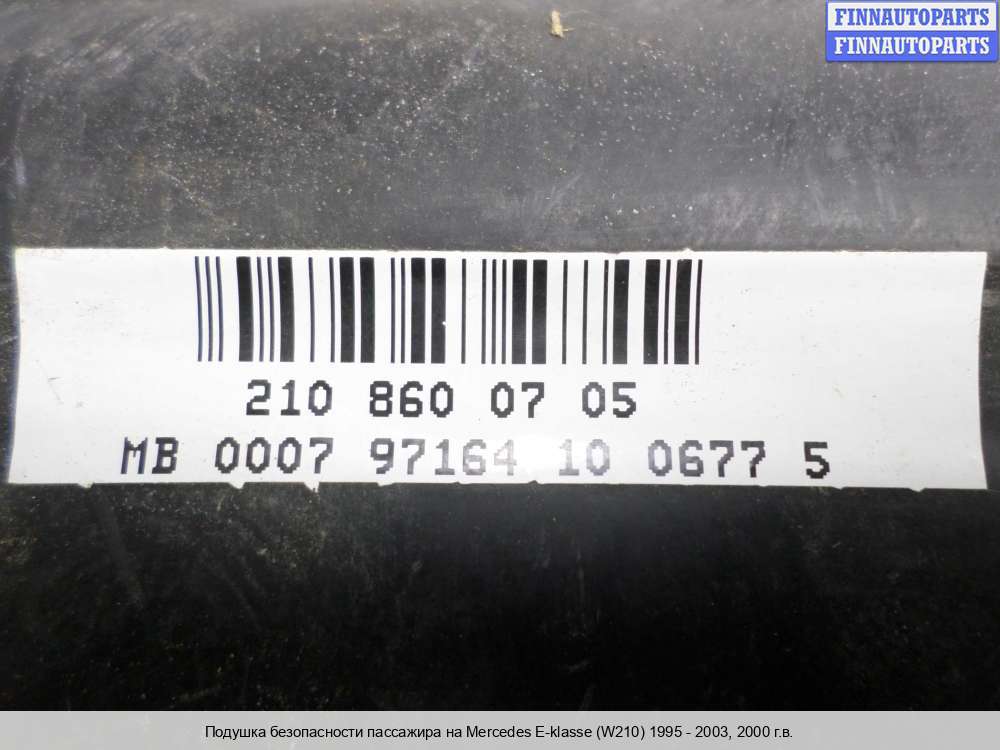 FINNAUTOPARTS
FINNAUTOPARTS
210 860 07 05
MB 0007 97164 10 0677 5
Подушка безопасности пассажира на Mercedes E-klasse (W210) 1995 - 2003, 2000 г.в.